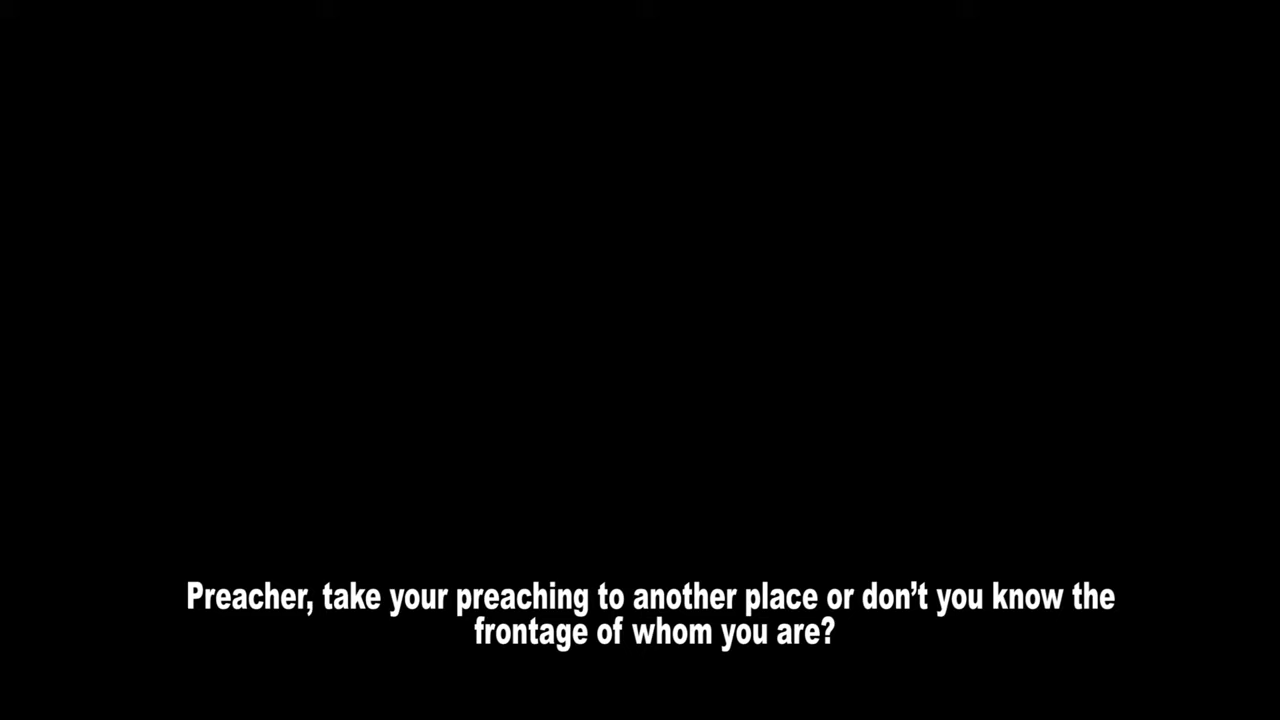 Preacher, take your preaching to another place or don’t you know the
frontage of whom you are?